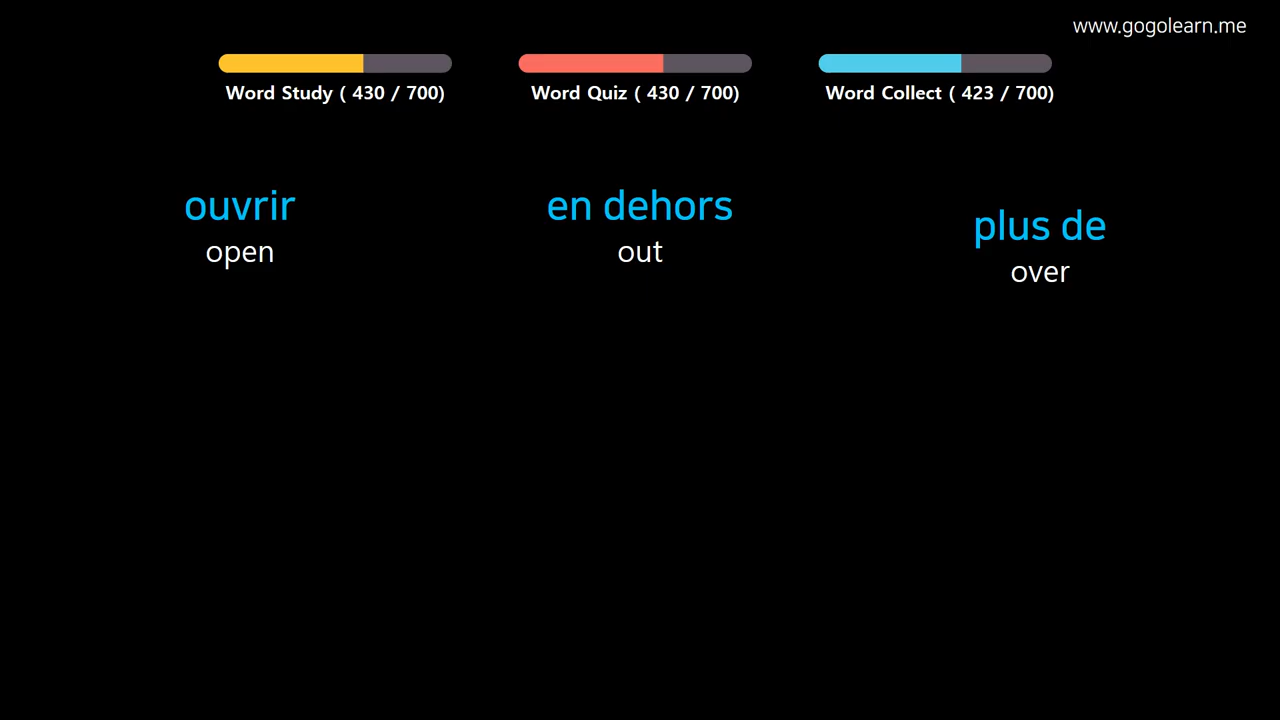 www.gogolearn.me
Word Study ( 430 / 700)
Word Quiz ( 430 / 700)
Word Collect ( 423 / 700)
ouvrir
open
en dehors
out
plus de
over